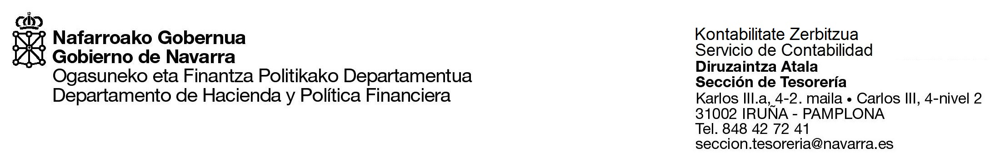 Nafarroako Gobernua
Gobierno de Navarra
Ogasuneko eta Finantza Politikako Departamentua
Departamento de Hacienda y Política Financiera
Kontabilitate Zerbitzua
Servicio de Contabilidad
Diruzaintza Atala
Sección de Tesorería
Karlos III.a, 4-2. maila • Carlos III, 4-nivel 2
31002 IRUÑA - PAMPLONA
Tel. 848 42 72 41
seccion.tesoreria@navarra.es